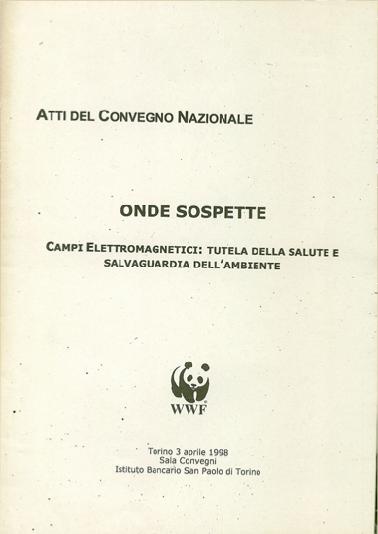 ATTI DEL CONVEGNO NAZIONALE
ONDE SOSPETTE
CAMPI ELETTROMAGNETICI: TUTELA DELLA SALUTE E
SALVAGUARDIA DELL'AMBIENTE
WWF
Torino 3 aprile 1998
Sala Convegni
Istituto Bancario San Paolo di Torino